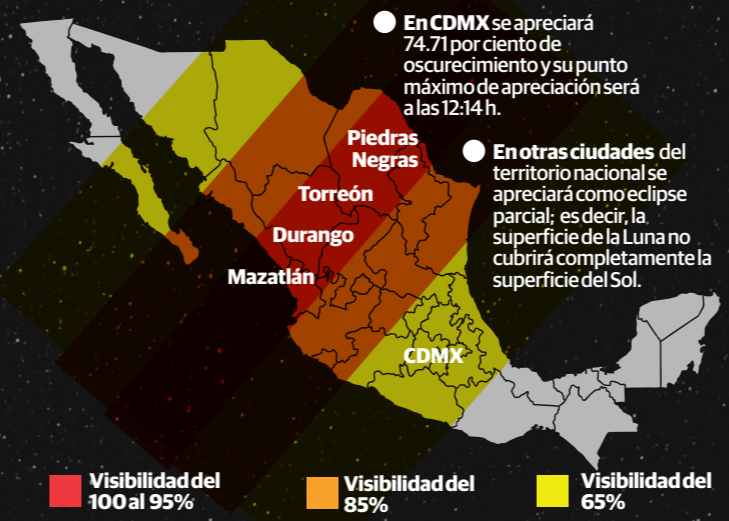 En CDMX se apreciará
74.71 por ciento de
oscurecimiento y su punto
máximo de apreciación será
a las 12:14 h.
En otras ciudades del
territorio nacional se
apreciará como eclipse
parcial; es decir, la
superficie de la Luna no
cubrirá completamente la
superficie del Sol.
Piedras
Negras
Torreón
Durango
Mazatlán
CDMX
Visibilidad del
100 al 95%
Visibilidad del
85%
Visibilidad del
65%